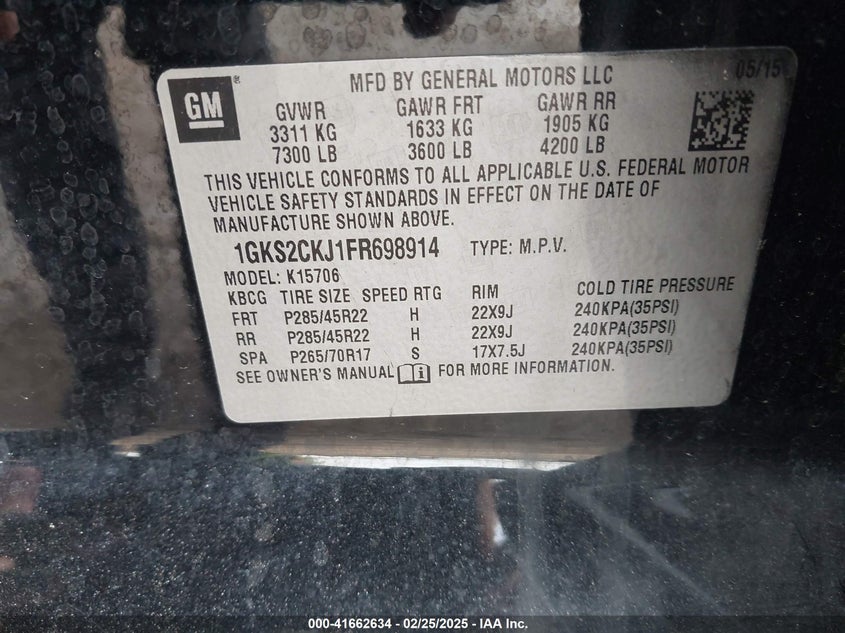 MFD BY GENERAL MOTORS LLC 05/15
GM ®
GVWR GAWR FRT GAWR RR
3311 KG 1633 KG 1905 KG
7300 LB 3600 LB 4200 LB
THIS VEHICLE CONFORMS TO ALL APPLICABLE U.S. FEDERAL MOTOR
VEHICLE SAFETY STANDARDS IN EFFECT ON THE DATE OF
MANUFACTURE SHOWN ABOVE.
1GKS2CKJ1FR698914 TYPE: M.P.V.
MODEL: K15706
KBCG TIRE SIZE SPEED RTG RIM COLD TIRE PRESSURE
FRT P285/45R22 H 22X9J 240KPA(35PSI)
RR P285/45R22 H 22X9J 240KPA(35PSI)
SPA P265/70R17 S 17X7.5J 240KPA(35PSI)
SEE OWNER'S MANUAL i FOR MORE INFORMATION.
000-41662634 - 02/25/2025 - IAA Inc.